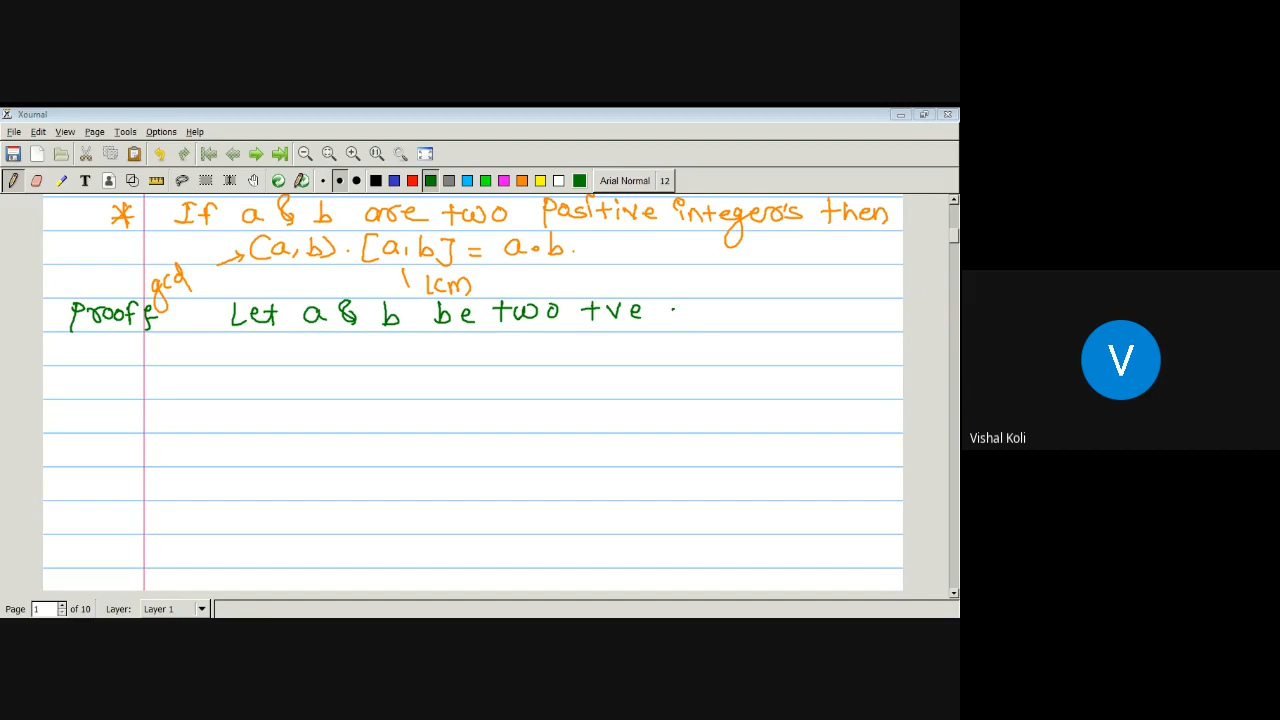 Xournal
File Edit View Page Tools Options Help
Arial Normal 12
* If a & b are two positive integers then
(a, b) . [a, b] = a • b.
gcd
lcm
Proof: Let a & b be two +ve
Page 1 of 10 Layer: Layer 1
V
Vishal Koli